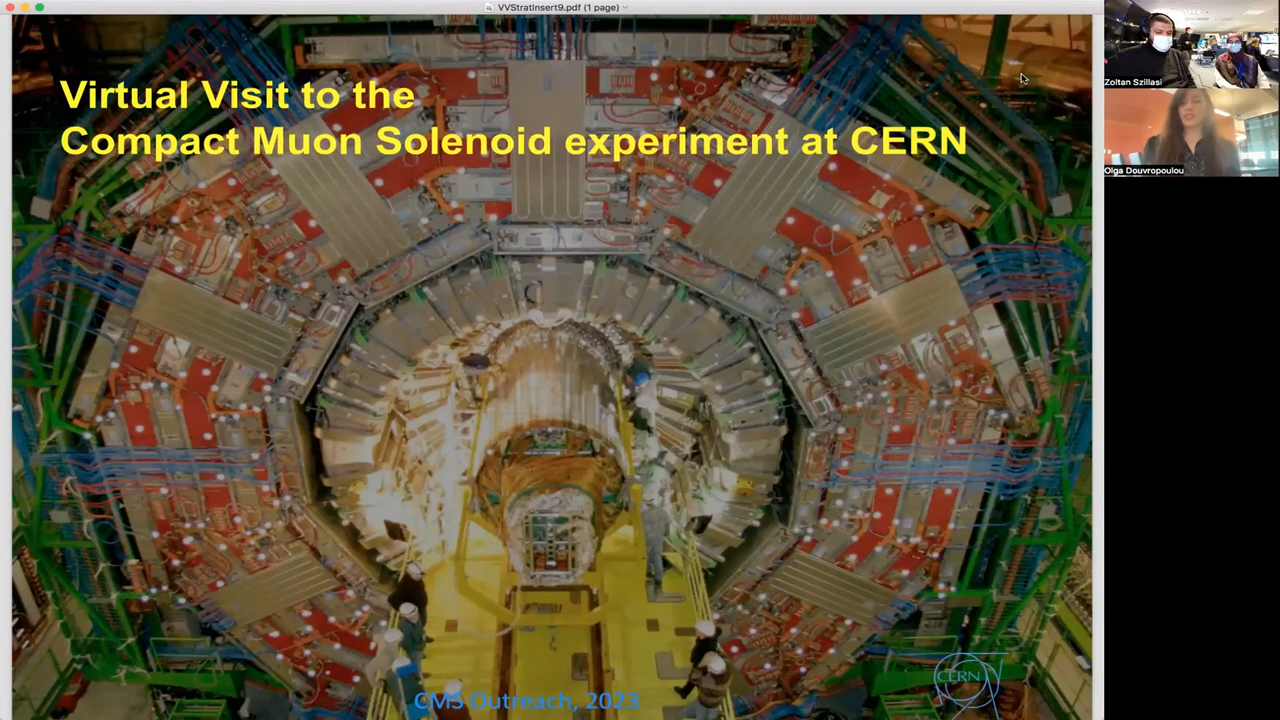 VVStratInsert9.pdf (1 page)
Virtual Visit to the
Compact Muon Solenoid experiment at CERN
Zoltan Szillasi
Olga Douvropoulou
CMS Outreach, 2023
CERN